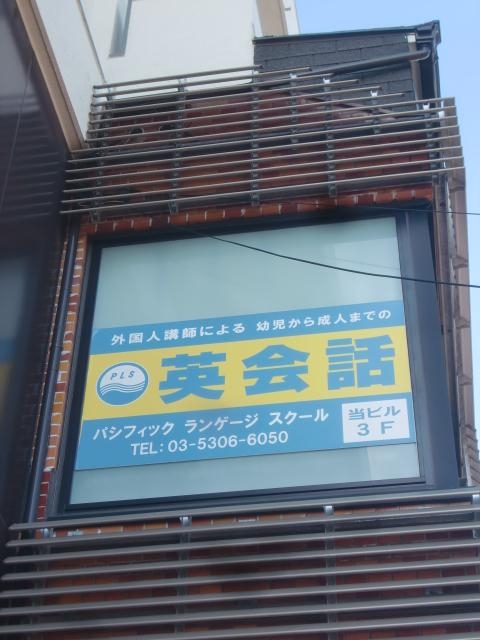 外国人講師による 幼児から成人までの
PLS
英会話
パシフィック ランゲージ スクール
TEL: 03-5306-6050
当ビル
3F